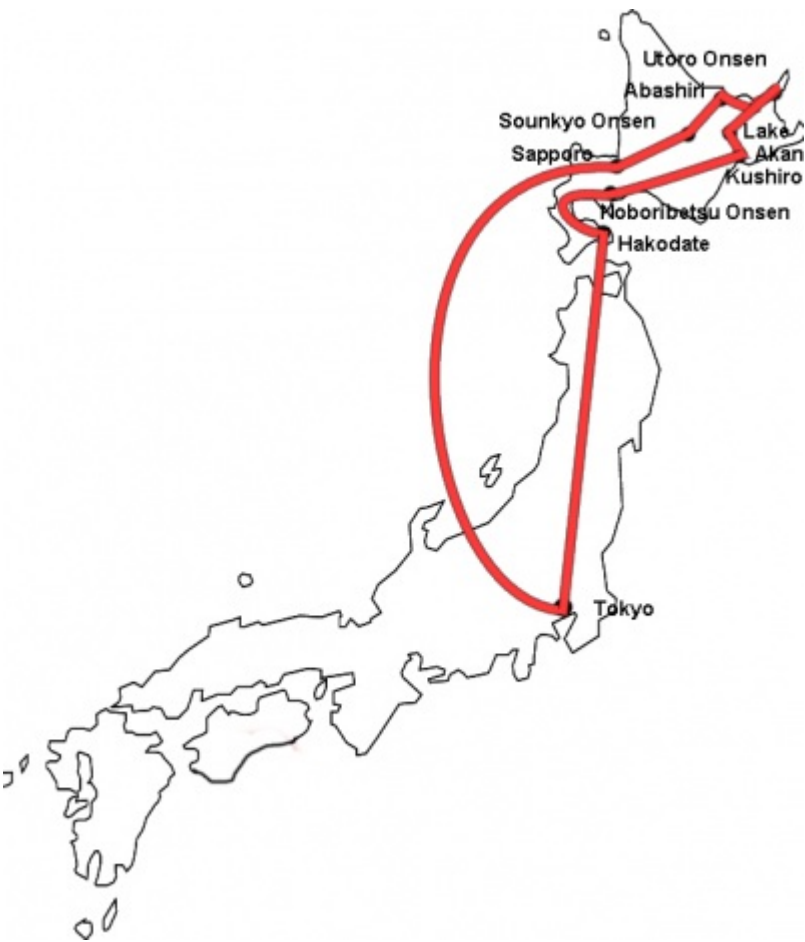 Utoro Onsen
Abashiri
Sounkyo Onsen
Lake
Sapporo
Akan
Kushiro
Noboribetsu Onsen
Hakodate
Tokyo